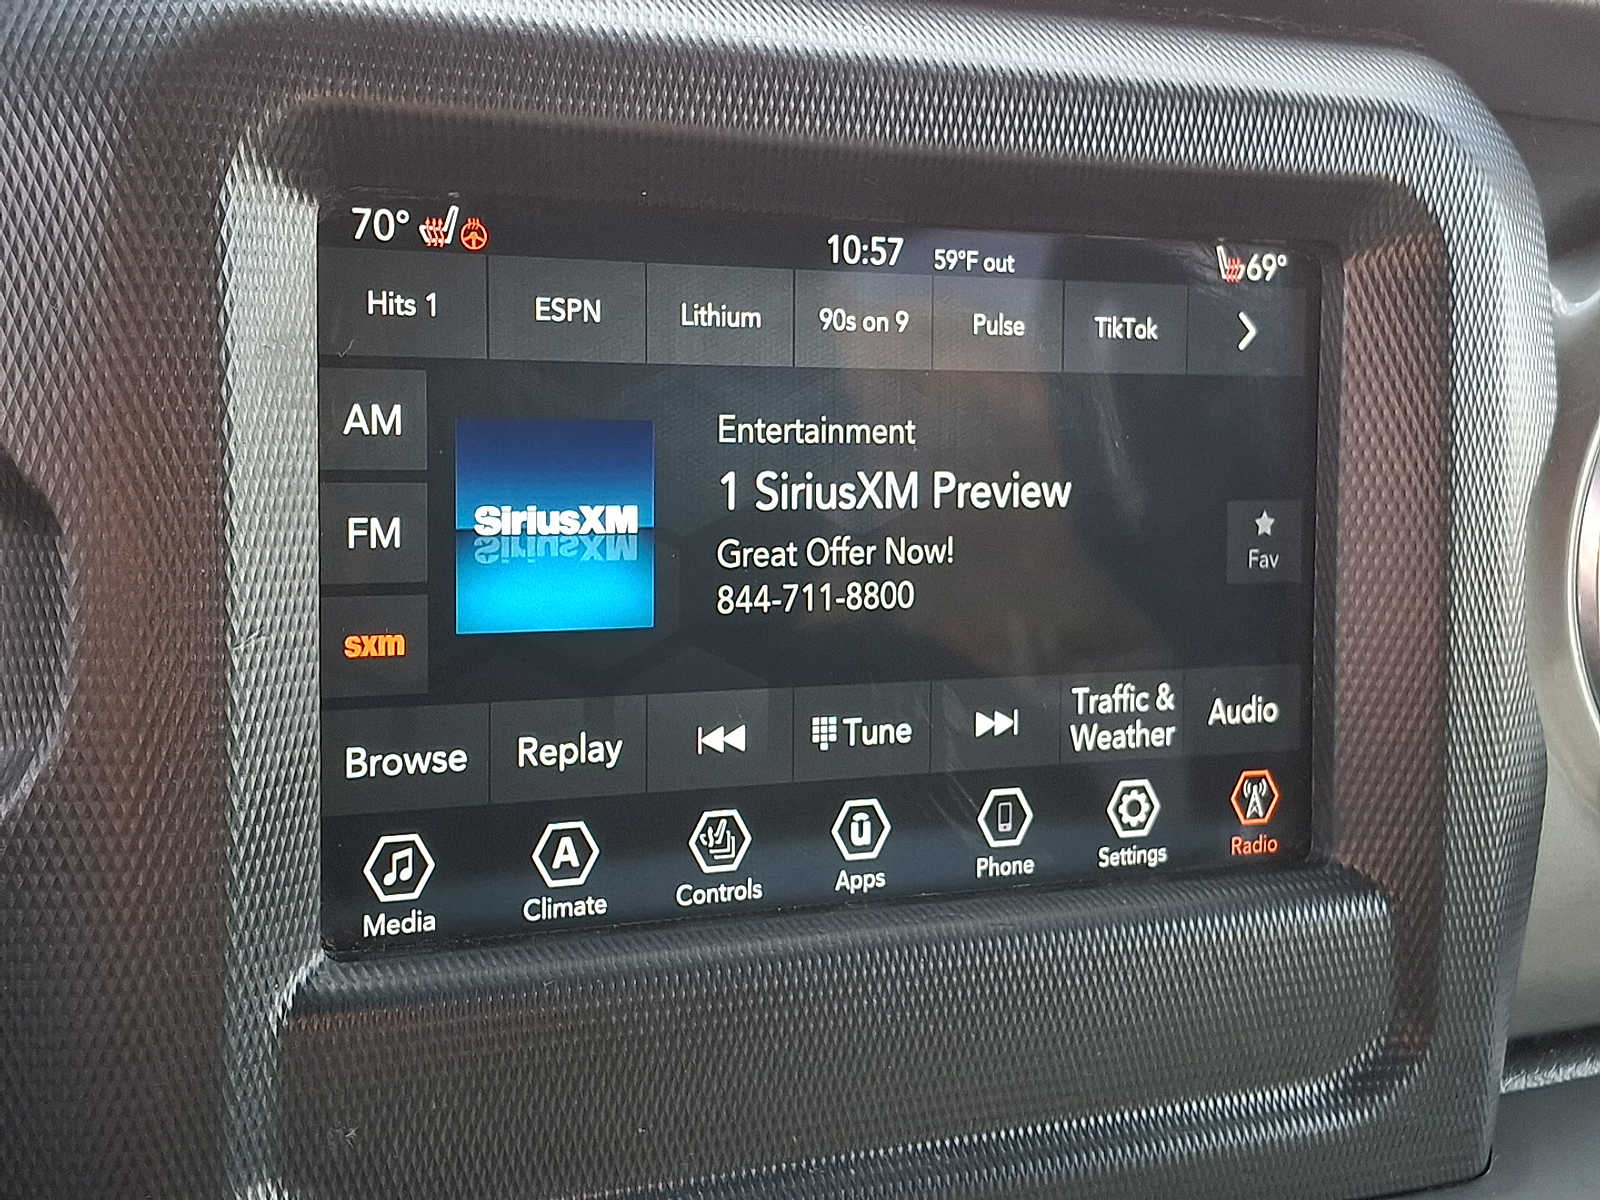 70°
10:57
59°F out
69°
Hits 1
ESPN
Lithium
90s on 9
Pulse
TikTok
AM
FM
sxm
SiriusXM
Entertainment
1 SiriusXM Preview
Great Offer Now!
844-711-8800
Fav
Browse
Replay
Tune
Traffic &
Weather
Audio
Media
A
Climate
Controls
ū
Apps
Phone
Settings
Radio